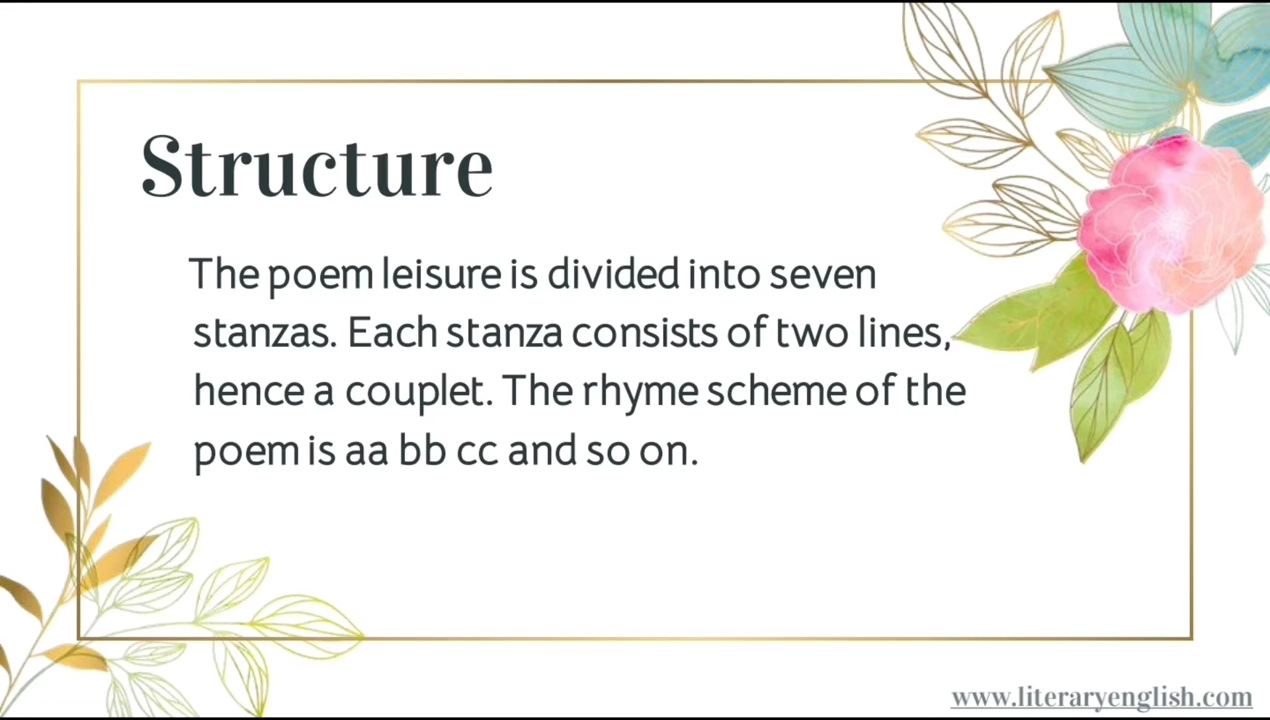 Structure
The poem leisure is divided into seven
stanzas. Each stanza consists of two lines,
hence a couplet. The rhyme scheme of the
poem is aa bb cc and so on.
www.literaryenglish.com